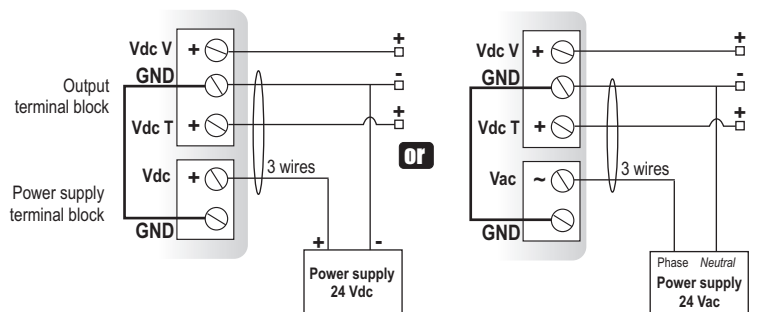 Vdc V + +
GND -
Output
terminal block
Vdc T + +
Vdc +
3 wires
Power supply
terminal block
GND
+ -
Power supply
24 Vdc
or
Vdc V + +
GND -
Vdc T + +
Vac ~
3 wires
GND
Phase Neutral
Power supply
24 Vac